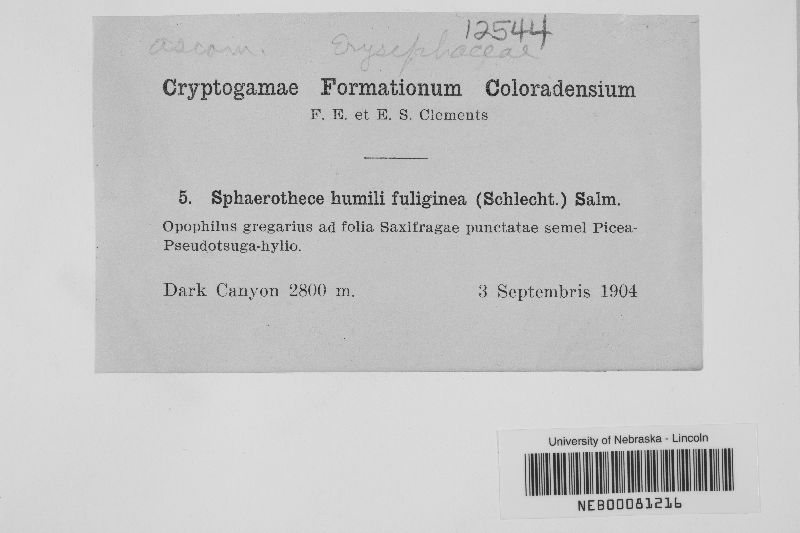 12544
ascom. Erysephaceae
Cryptogamae Formationum Coloradensium
F. E. et E. S. Clements
5. Sphaerothece humili fuliginea (Schlecht.) Salm.
Opophilus gregarius ad folia Saxifragae punctatae semel Picea-
Pseudotsuga-hylio.
Dark Canyon 2800 m. 3 Septembris 1904
University of Nebraska - Lincoln
NEB00081216